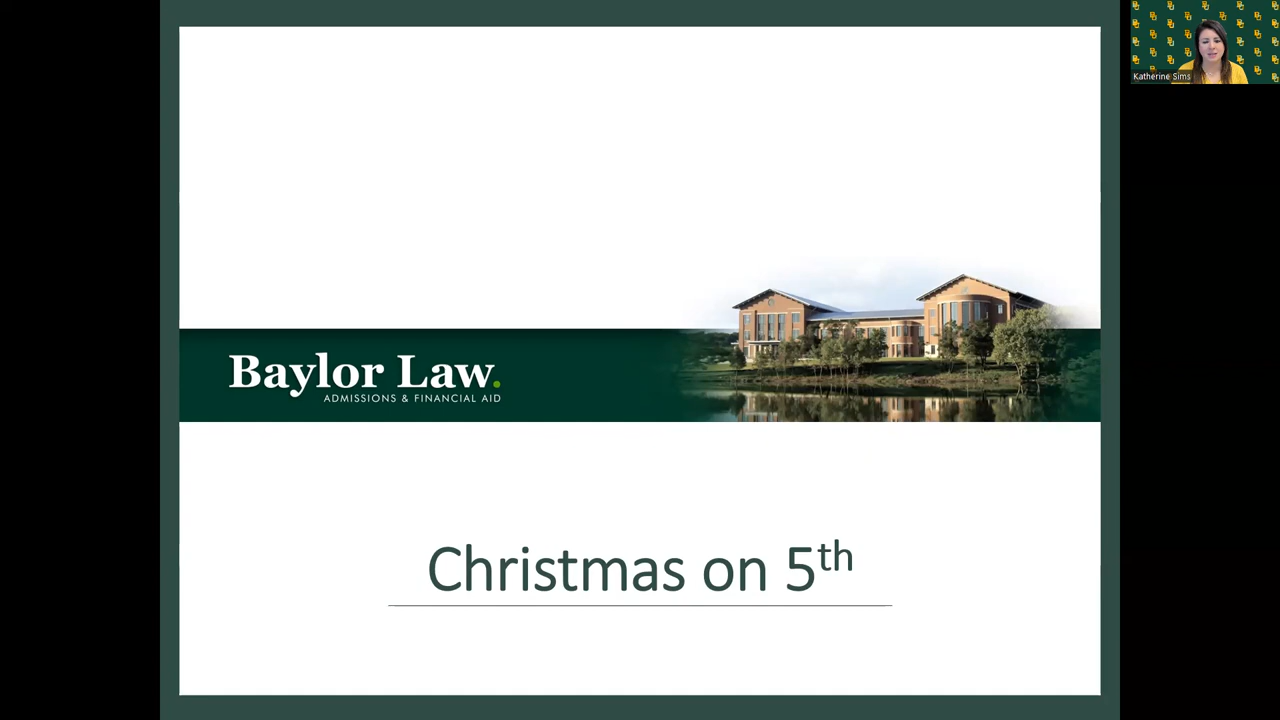 Katherine Sims
Baylor Law.
ADMISSIONS & FINANCIAL AID
Christmas on 5th